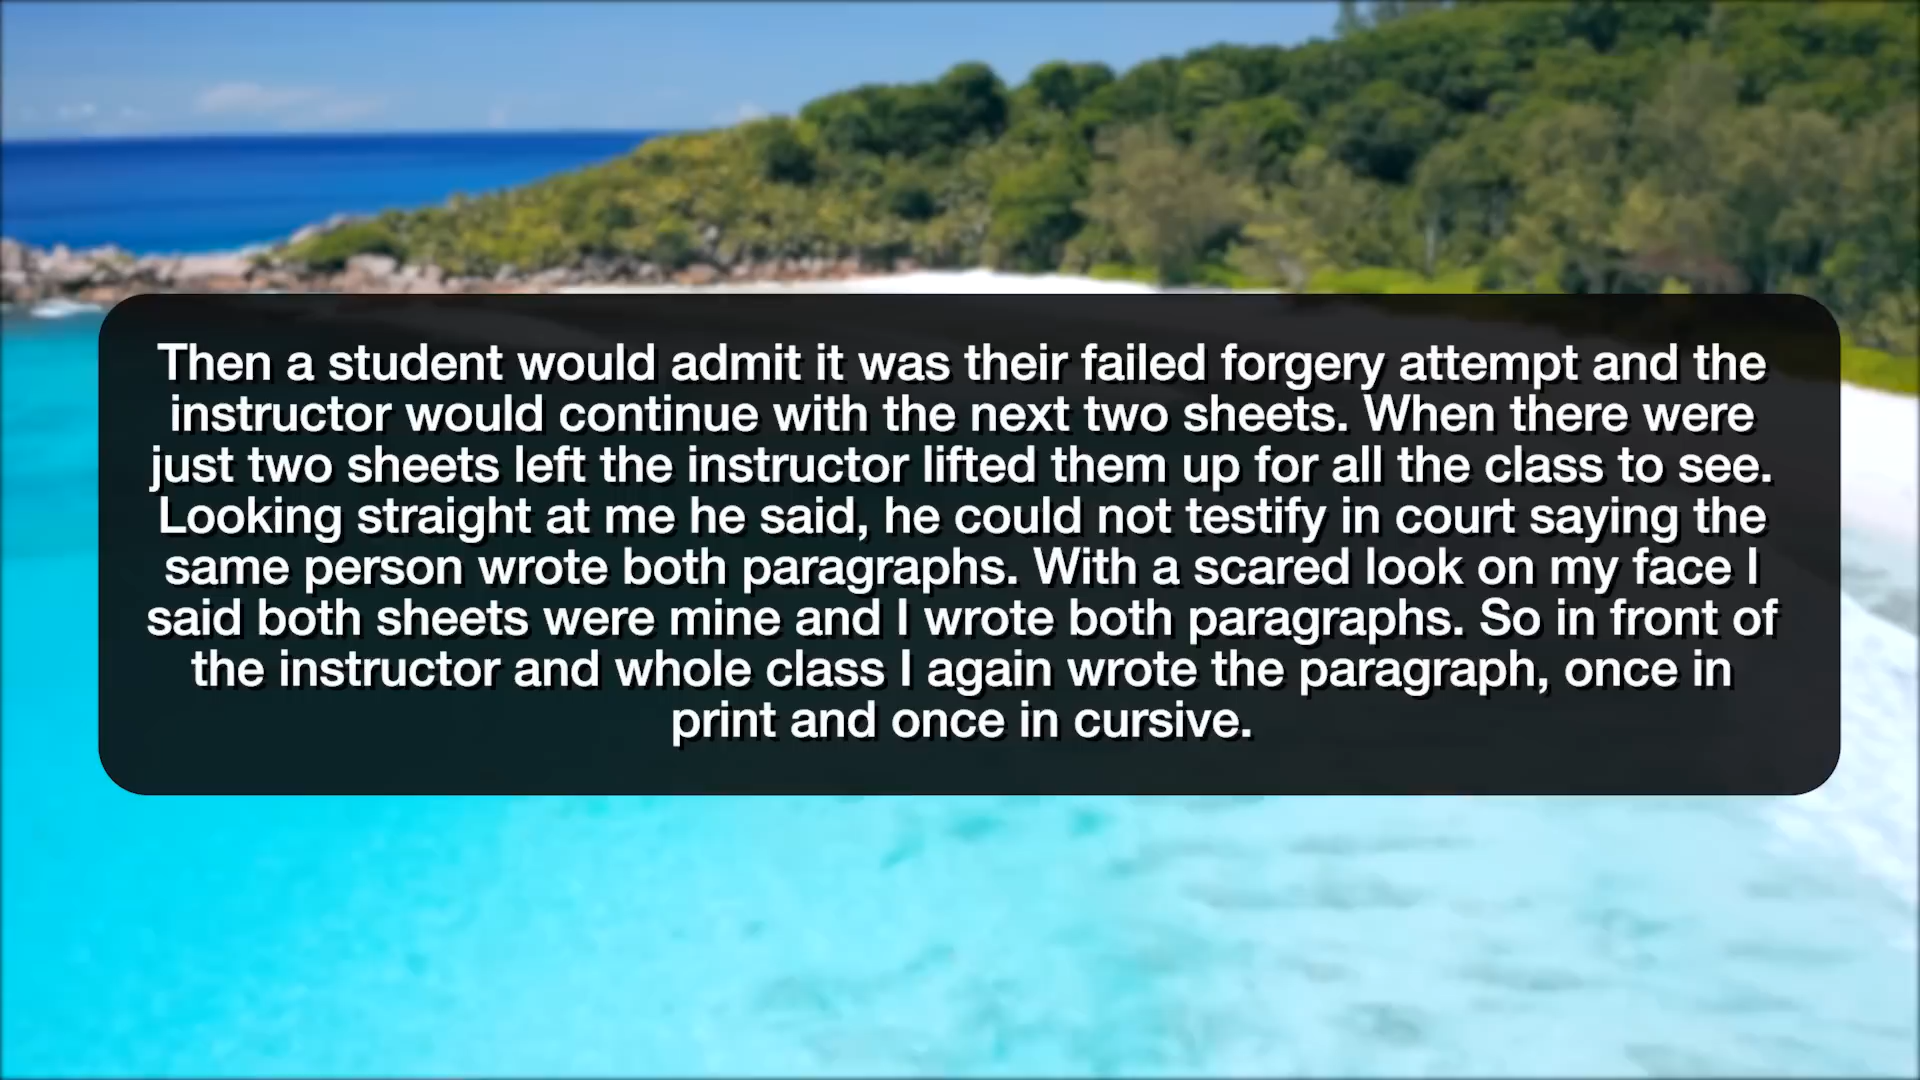 Then a student would admit it was their failed forgery attempt and the
instructor would continue with the next two sheets. When there were
just two sheets left the instructor lifted them up for all the class to see.
Looking straight at me he said, he could not testify in court saying the
same person wrote both paragraphs. With a scared look on my face I
said both sheets were mine and I wrote both paragraphs. So in front of
the instructor and whole class I again wrote the paragraph, once in
print and once in cursive.